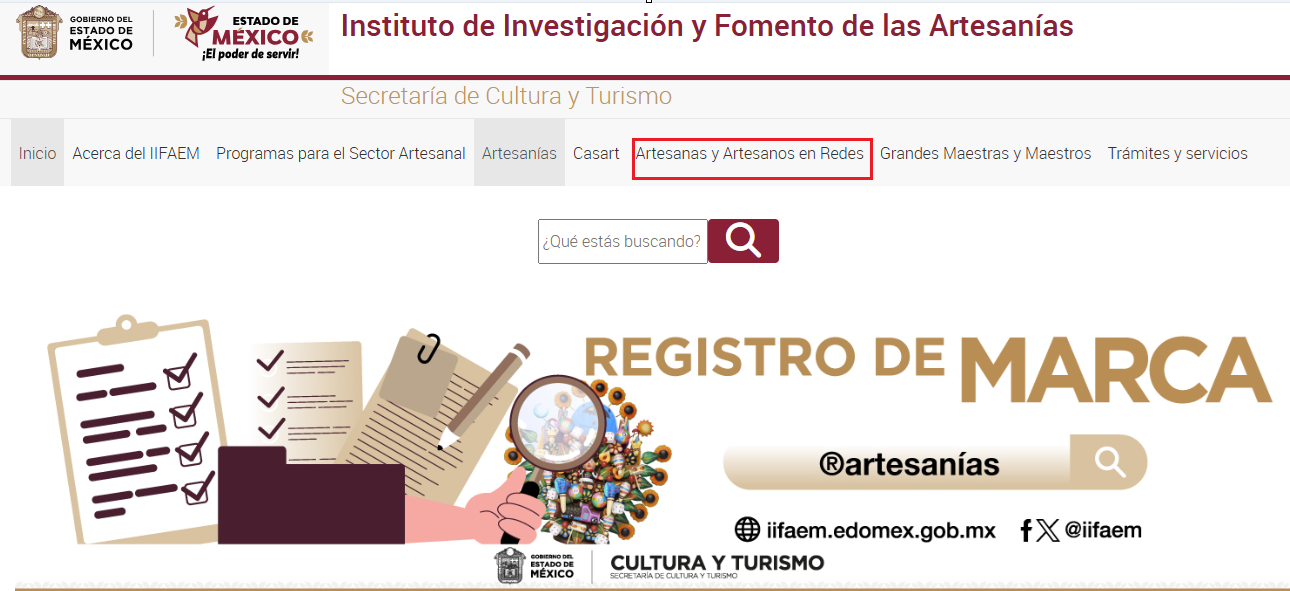 GOBIERNO DEL
ESTADO DE
MÉXICO
ESTADO DE
MÉXICO
¡El poder de servir!
Instituto de Investigación y Fomento de las Artesanías
Secretaría de Cultura y Turismo
Inicio Acerca del IIFAEM Programas para el Sector Artesanal Artesanías Casart Artesanas y Artesanos en Redes Grandes Maestras y Maestros Trámites y servicios
¿Qué estás buscando?
REGISTRO DE MARCA
®artesanías
iifaem.edomex.gob.mx f X @iifaem
GOBIERNO DEL
ESTADO DE
MÉXICO
CULTURA Y TURISMO
SECRETARÍA DE CULTURA Y TURISMO